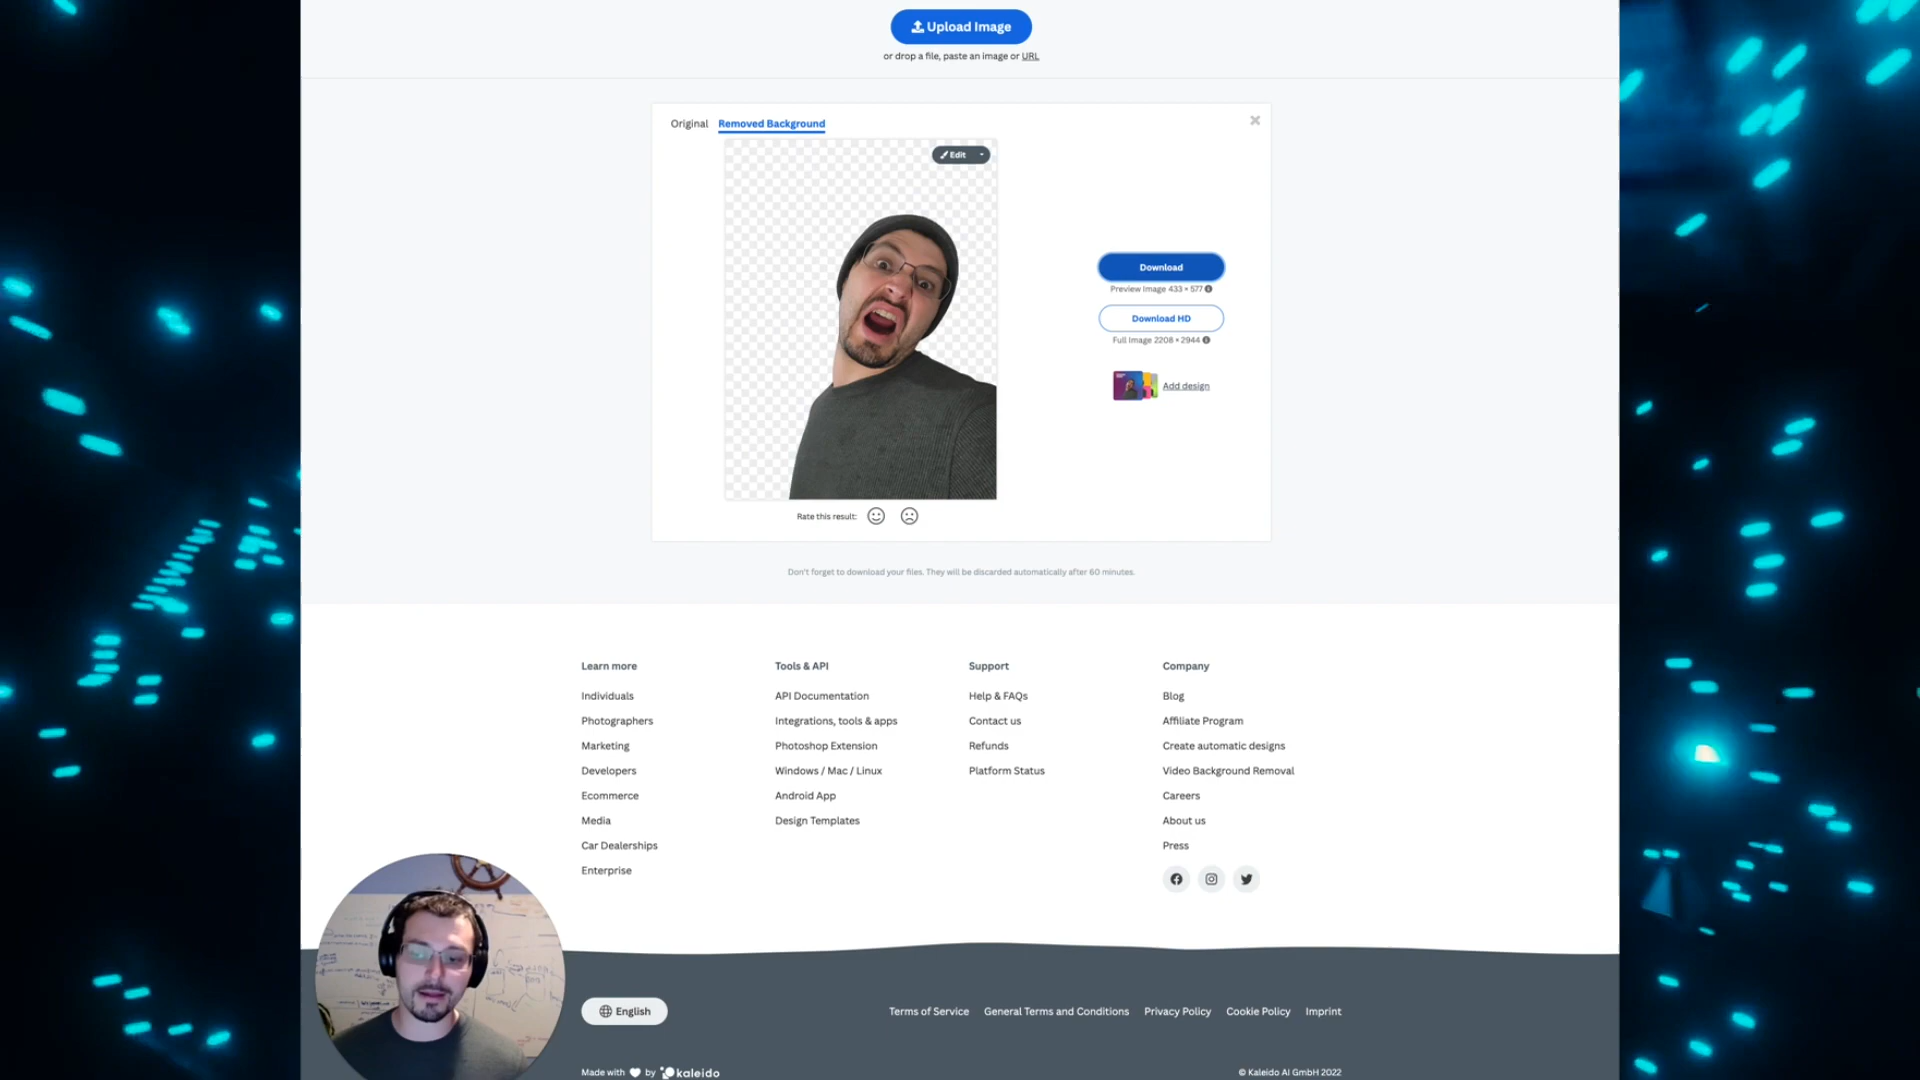 Upload Image
or drop a file, paste an image or URL
Original Removed Background
Edit
Download
Preview Image 433 × 577
Download HD
Full Image 2208 × 2944
Add design
Rate this result:
Don't forget to download your files. They will be discarded automatically after 60 minutes.
Learn more
Individuals
Photographers
Marketing
Developers
Ecommerce
Media
Car Dealerships
Enterprise
Tools & API
API Documentation
Integrations, tools & apps
Photoshop Extension
Windows / Mac / Linux
Android App
Design Templates
Support
Help & FAQs
Contact us
Refunds
Platform Status
Company
Blog
Affiliate Program
Create automatic designs
Video Background Removal
Careers
About us
Press
English
Terms of Service General Terms and Conditions Privacy Policy Cookie Policy Imprint
Made with by kaleido
© Kaleido AI GmbH 2022